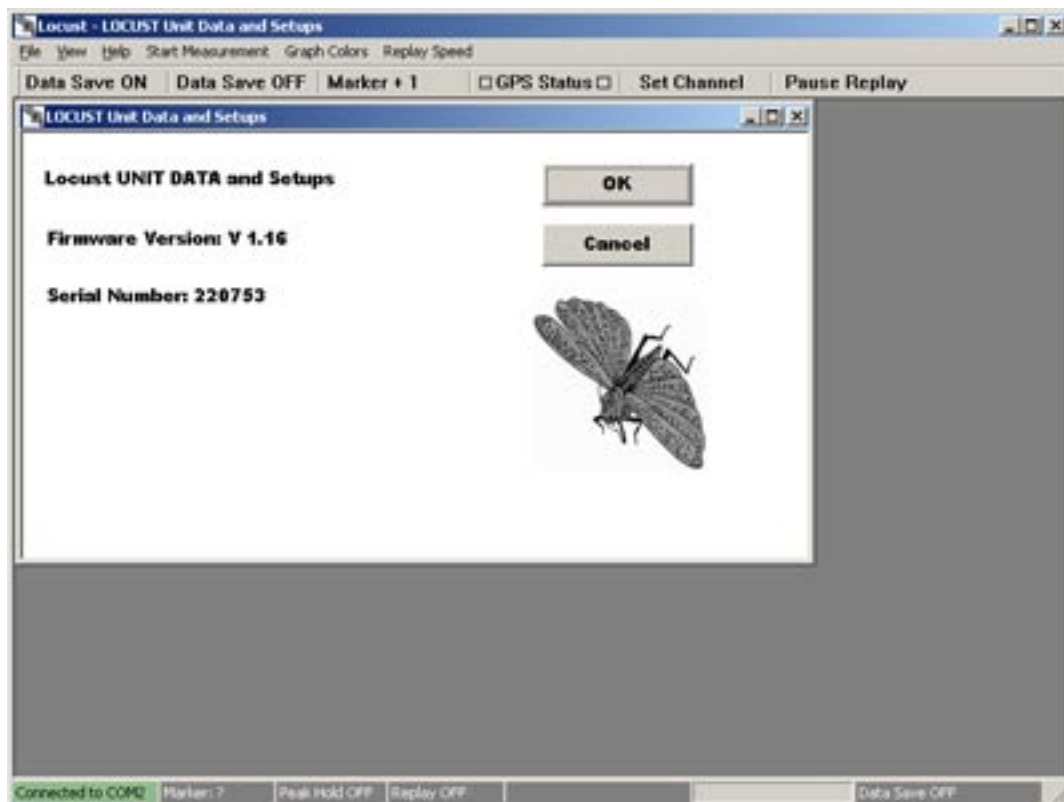 Locust - LOCUST Unit Data and Setups
File View Help Start Measurement Graph Colors Replay Speed
Data Save ON Data Save OFF Marker + 1 GPS Status Set Channel Pause Replay
LOCUST Unit Data and Setups
Locust UNIT DATA and Setups
OK
Firmware Version: V 1.16
Cancel
Serial Number: 220753
Connected to COM2 Marker: ? Peak Hold OFF Replay OFF Data Save OFF